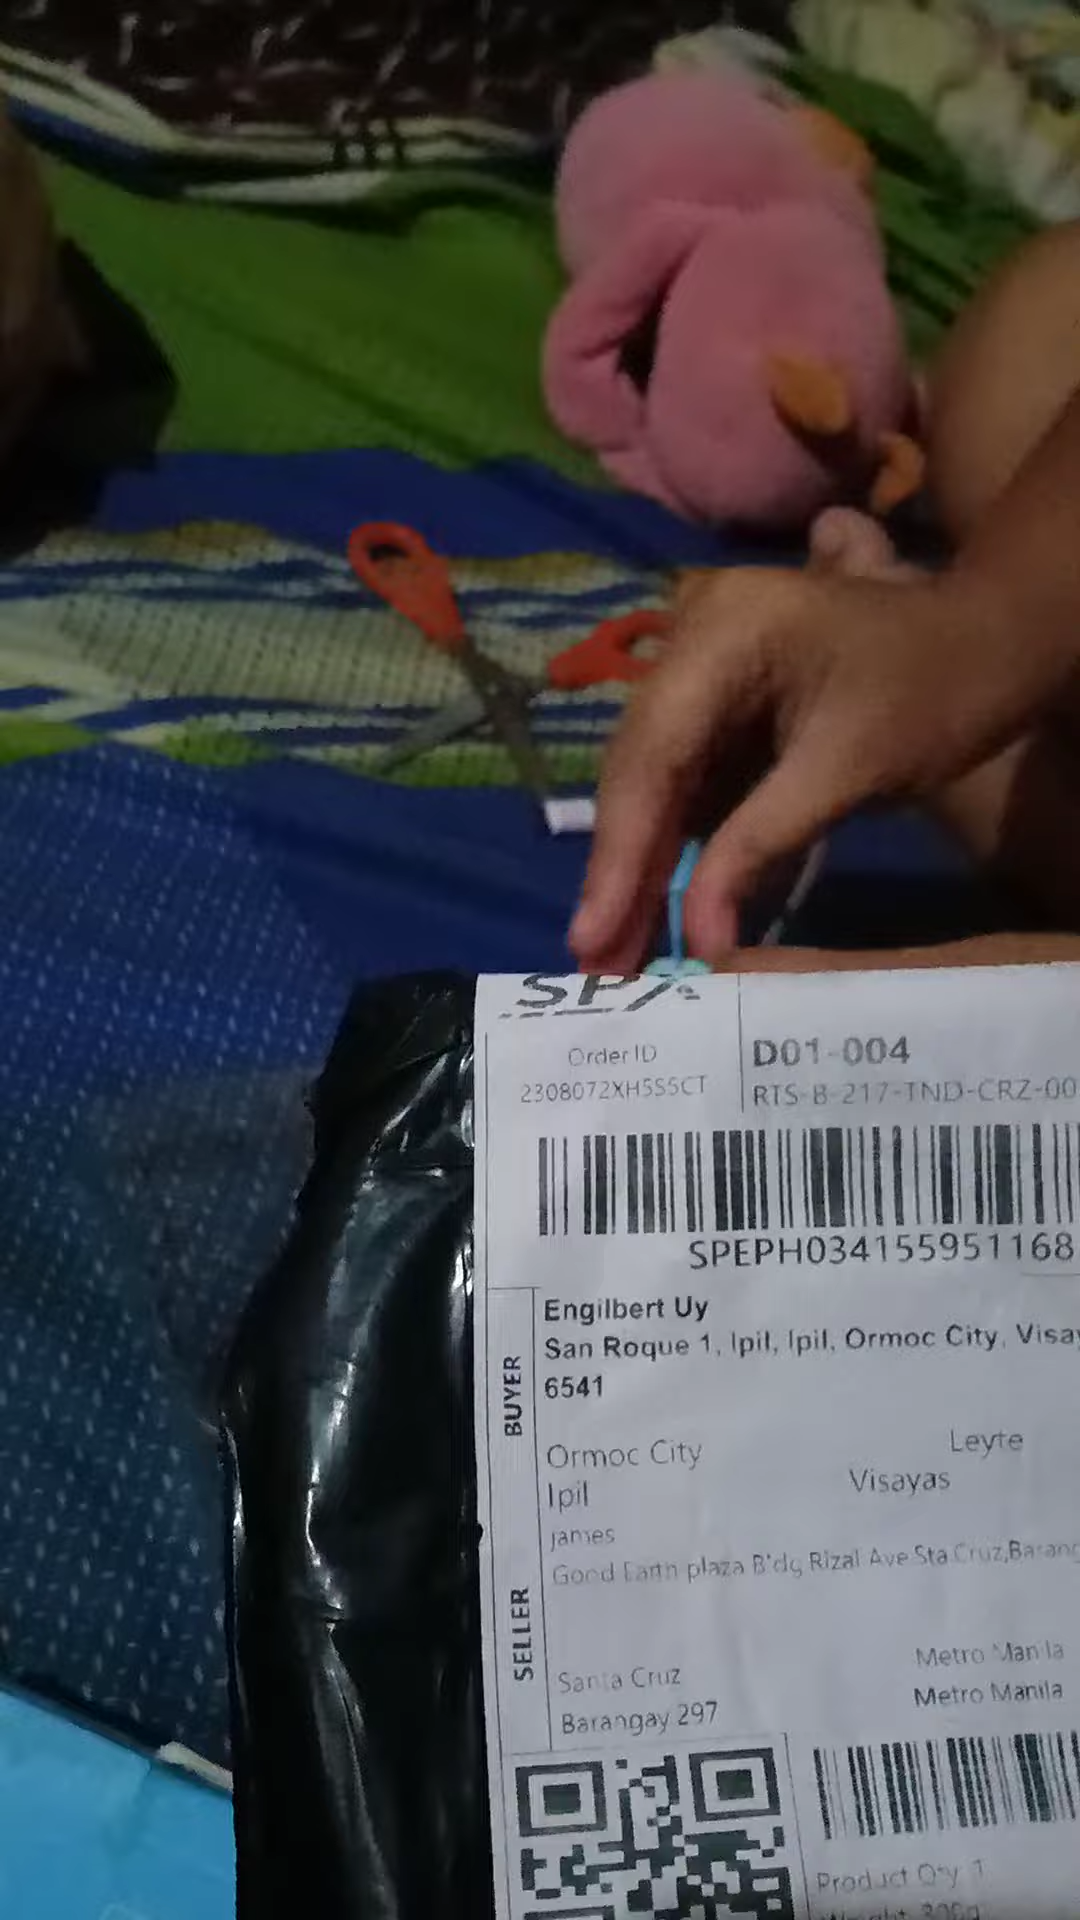 SPX
Order ID
2308072XH5S5CT
D01-004
RTS-B-217-TND-CRZ-00
SPEPH034155951168
BUYER
Engilbert Uy
San Roque 1, Ipil, Ipil, Ormoc City, Visay
6541
Ormoc City
Leyte
Ipil
Visayas
SELLER
james
Good Earth plaza B'dg Rizal Ave Sta Cruz,Barang
Santa Cruz
Metro Manila
Barangay 297
Metro Manila
Product Qty 1
Weight 300g